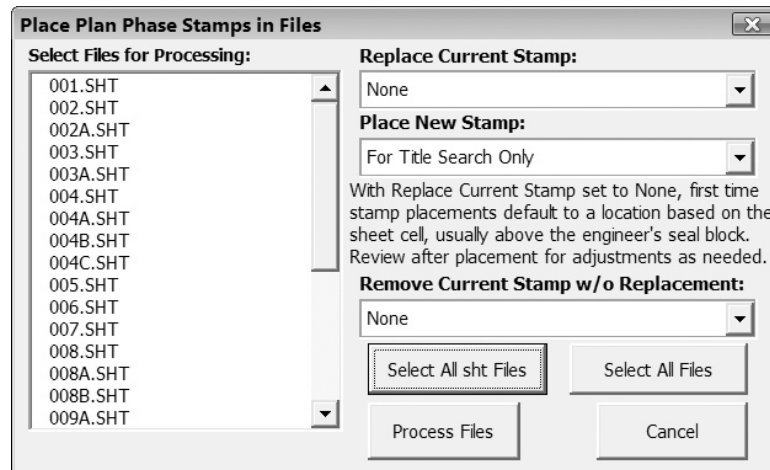 Place Plan Phase Stamps in Files
Select Files for Processing:
001.SHT
002.SHT
002A.SHT
003.SHT
003A.SHT
004.SHT
004A.SHT
004B.SHT
004C.SHT
005.SHT
006.SHT
007.SHT
008.SHT
008A.SHT
008B.SHT
009A.SHT
Replace Current Stamp:
None
Place New Stamp:
For Title Search Only
With Replace Current Stamp set to None, first time
stamp placements default to a location based on the
sheet cell, usually above the engineer's seal block.
Review after placement for adjustments as needed.
Remove Current Stamp w/o Replacement:
None
Select All sht Files
Select All Files
Process Files
Cancel